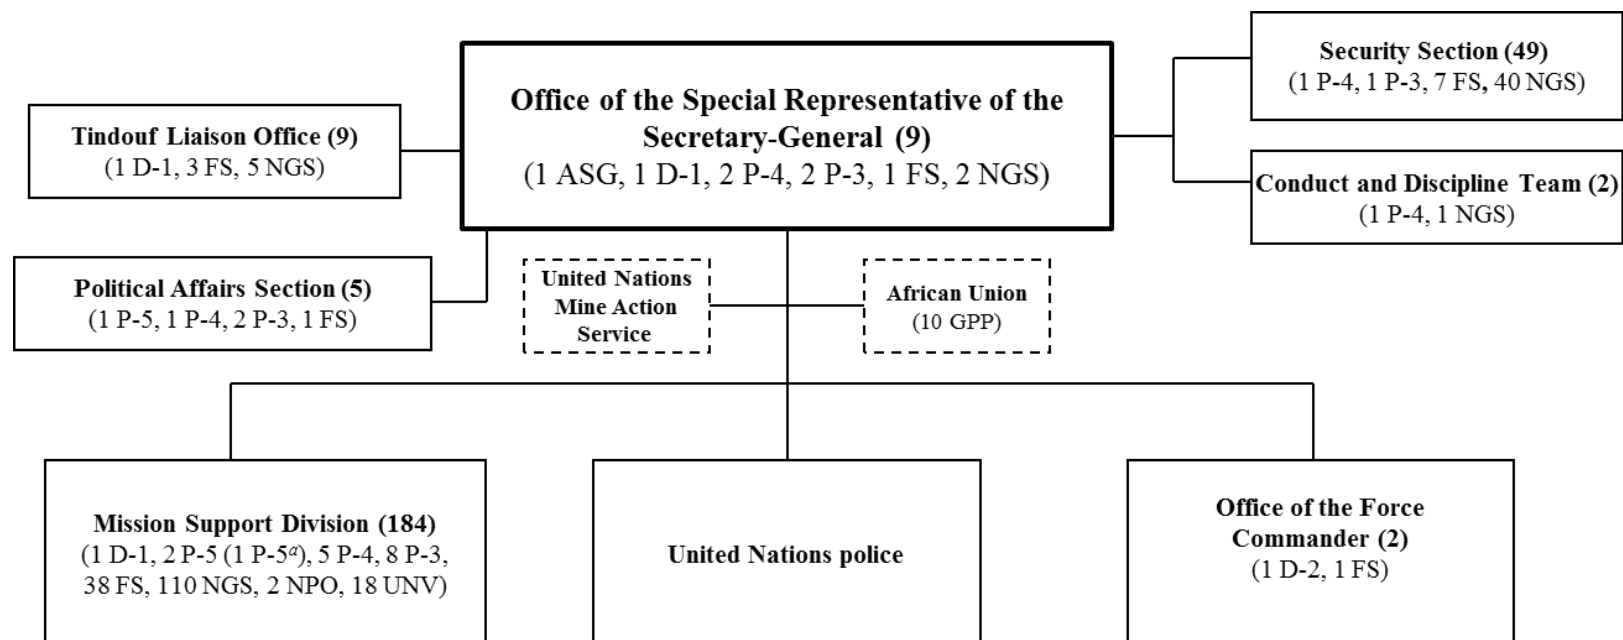 Office of the Special Representative of the
Secretary-General (9)
(1 ASG, 1 D-1, 2 P-4, 2 P-3, 1 FS, 2 NGS)
Security Section (49)
(1 P-4, 1 P-3, 7 FS, 40 NGS)
Tindouf Liaison Office (9)
(1 D-1, 3 FS, 5 NGS)
Conduct and Discipline Team (2)
(1 P-4, 1 NGS)
Political Affairs Section (5)
(1 P-5, 1 P-4, 2 P-3, 1 FS)
United Nations
Mine Action
Service
African Union
(10 GPP)
Mission Support Division (184)
(1 D-1, 2 P-5 (1 P-5ᵃ), 5 P-4, 8 P-3,
38 FS, 110 NGS, 2 NPO, 18 UNV)
United Nations police
Office of the Force
Commander (2)
(1 D-2, 1 FS)